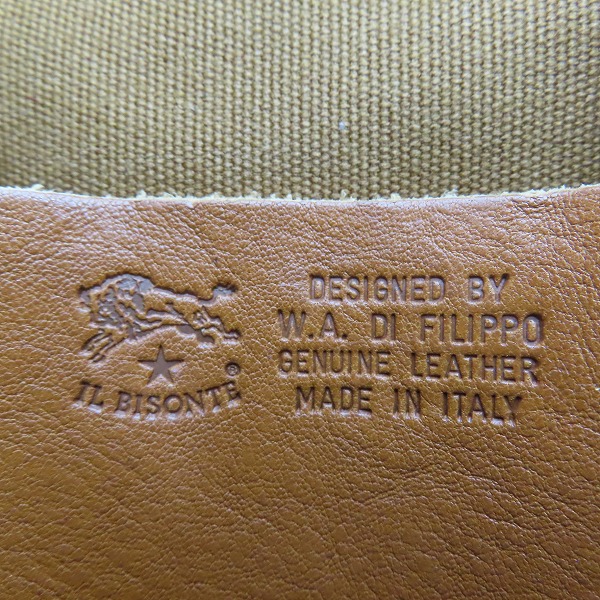 IL BISONTE®
DESIGNED BY
W.A. DI FILIPPO
GENUINE LEATHER
MADE IN ITALY